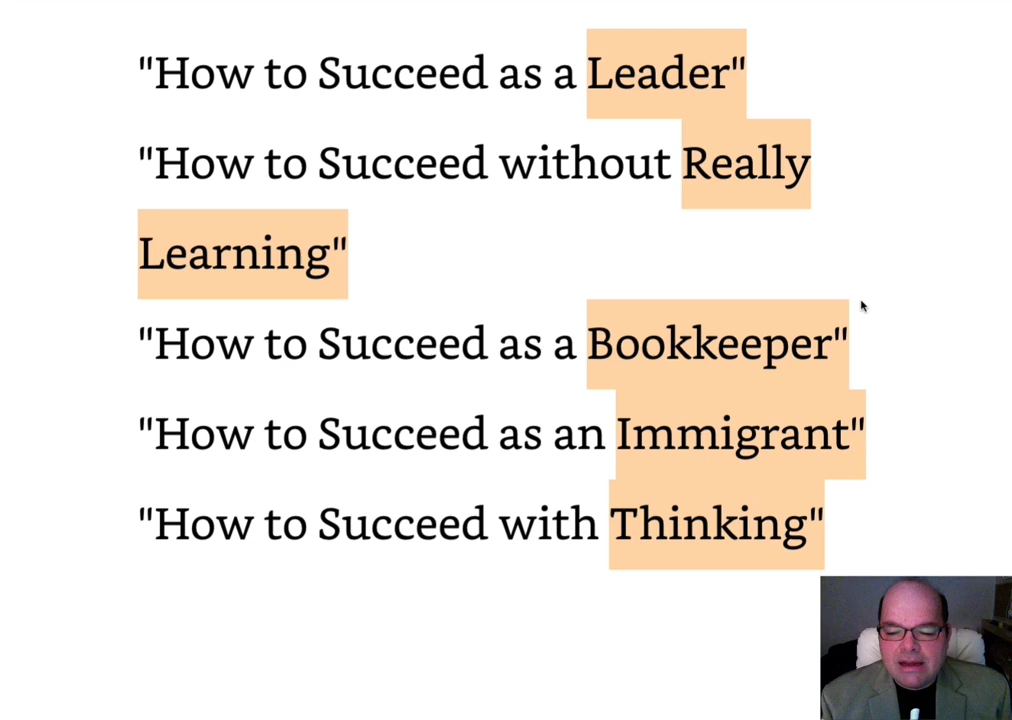 "How to Succeed as a Leader"
"How to Succeed without Really
Learning"
"How to Succeed as a Bookkeeper"
"How to Succeed as an Immigrant"
"How to Succeed with Thinking"